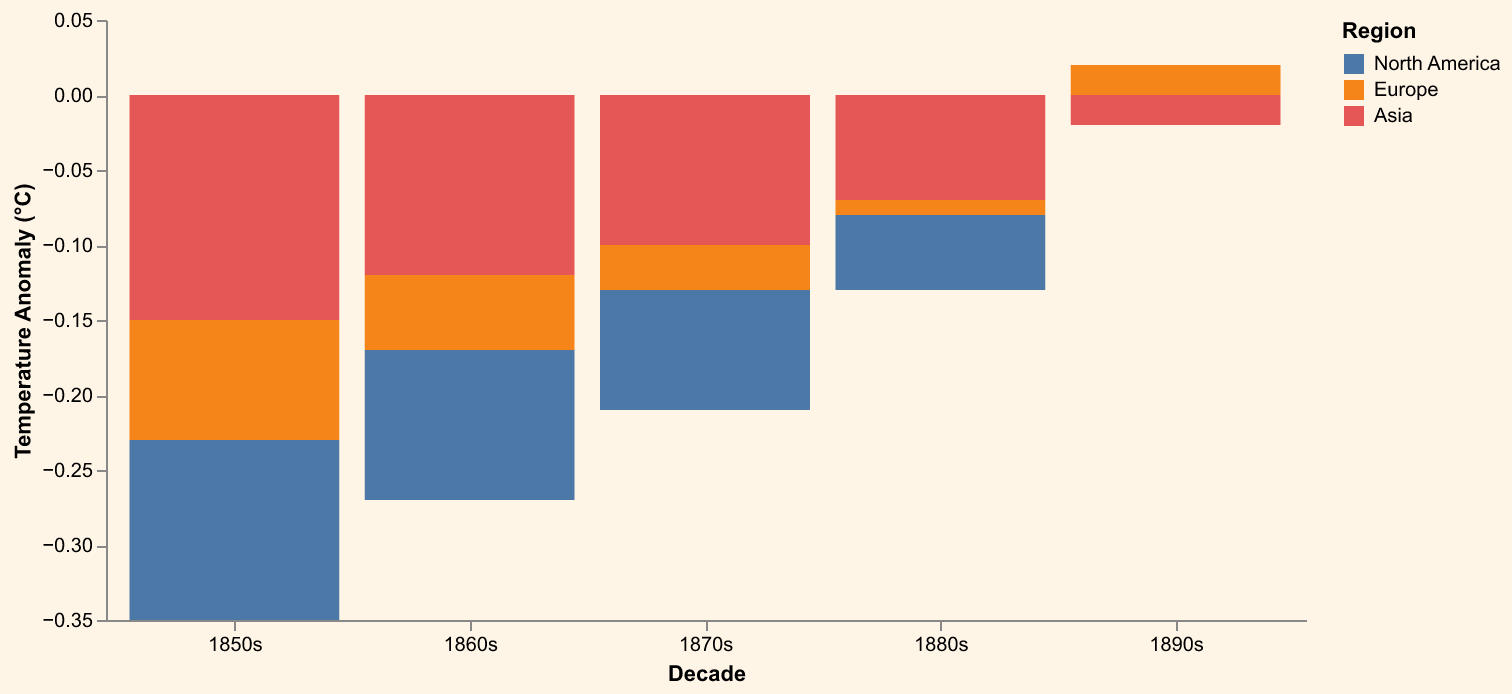 Temperature Anomaly (°C)
0.05
0.00
−0.05
−0.10
−0.15
−0.20
−0.25
−0.30
−0.35
1850s
1860s
1870s
1880s
1890s
Decade
Region
North America
Europe
Asia